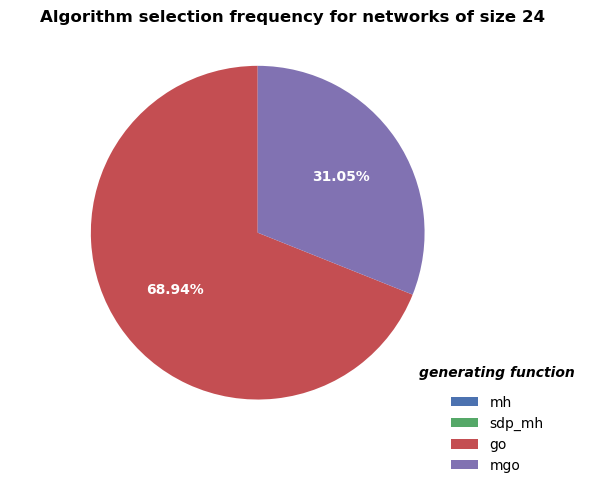 Algorithm selection frequency for networks of size 24
31.05%
68.94%
generating function
mh
sdp_mh
go
mgo